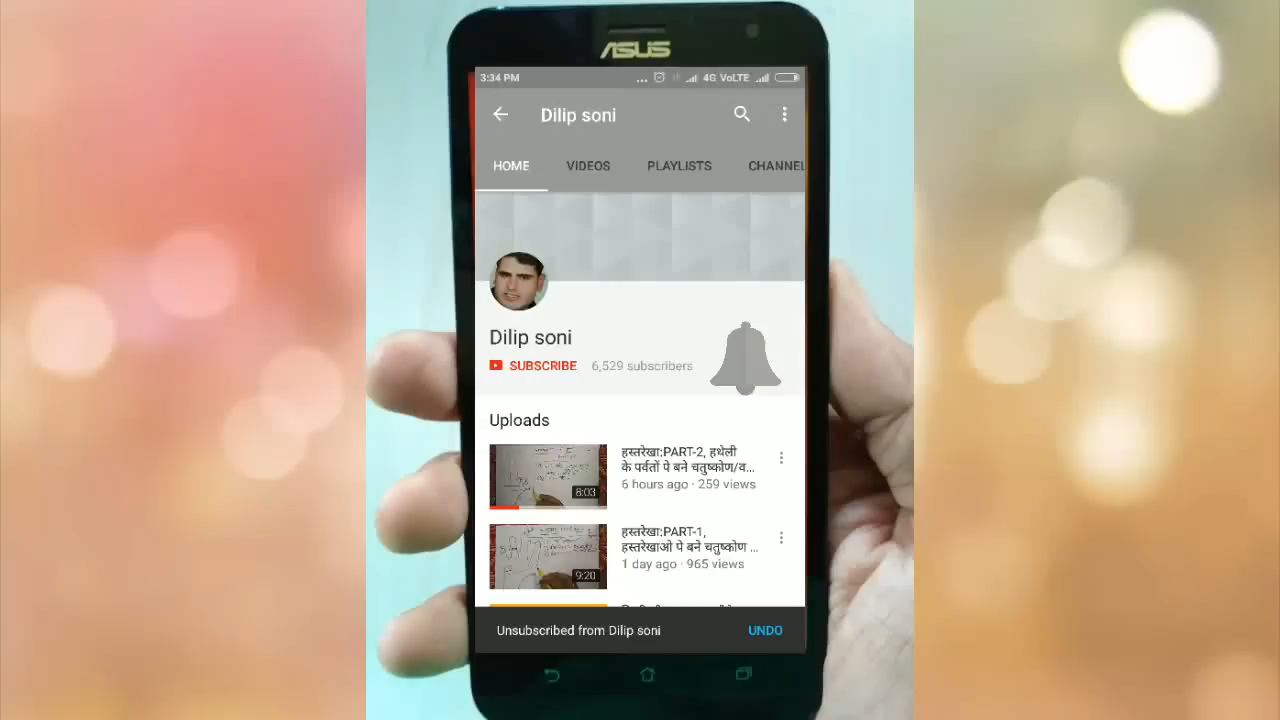 ASUS
3:34 PM ... 4G VoLTE
Dilip soni
HOME VIDEOS PLAYLISTS CHANNEL
Dilip soni
SUBSCRIBE 6,529 subscribers
Uploads
हस्तरेखा:PART-2, हथेली
के पर्वतों पे बने चतुष्कोण/व...
6 hours ago · 259 views
8:03
हस्तरेखा:PART-1,
हस्तरेखाओ पे बने चतुष्कोण ...
1 day ago · 965 views
9:20
Unsubscribed from Dilip soni UNDO